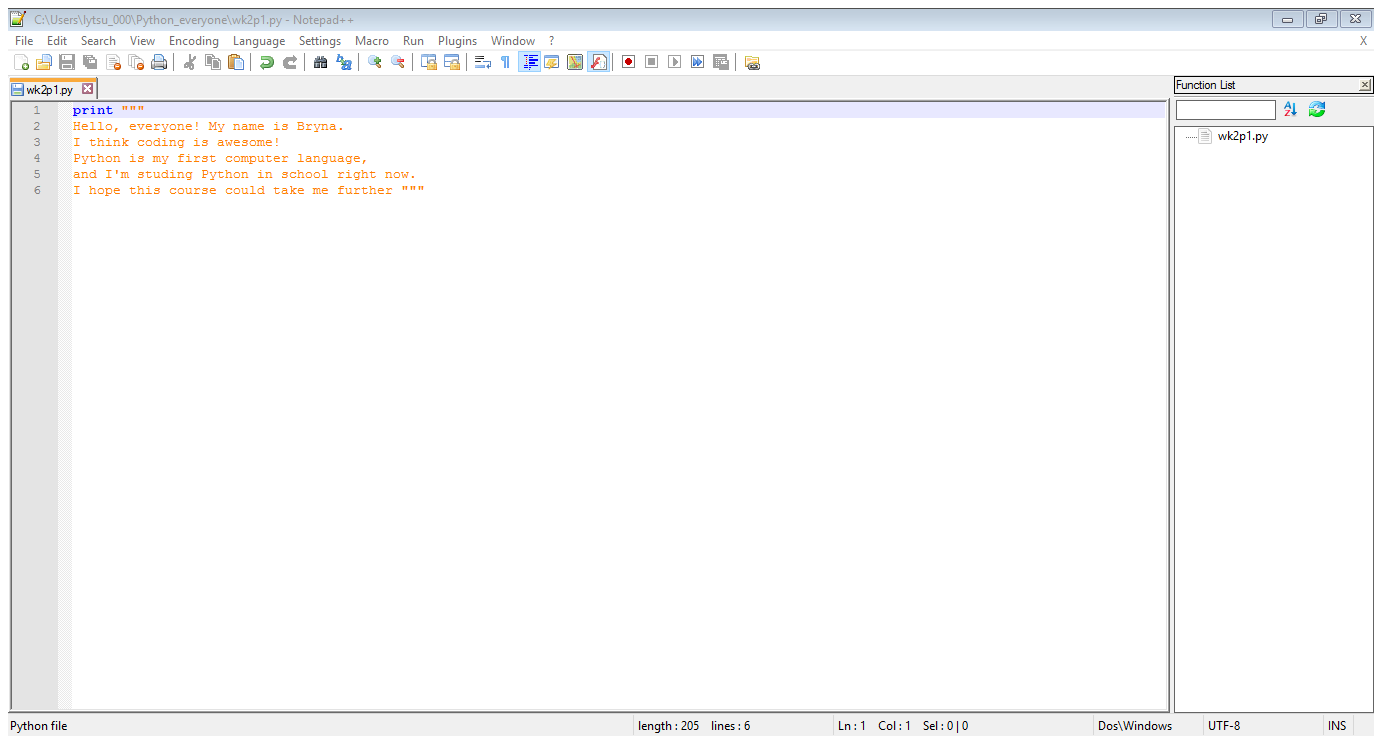 C:\Users\lytsu_000\Python_everyone\wk2p1.py - Notepad++
File Edit Search View Encoding Language Settings Macro Run Plugins Window ? X
wk2p1.py
Function List
1 print """
2 Hello, everyone! My name is Bryna.
3 I think coding is awesome!
4 Python is my first computer language,
5 and I'm studing Python in school right now.
6 I hope this course could take me further """
wk2p1.py
Python file length : 205 lines : 6 Ln : 1 Col : 1 Sel : 0 | 0 Dos\Windows UTF-8 INS